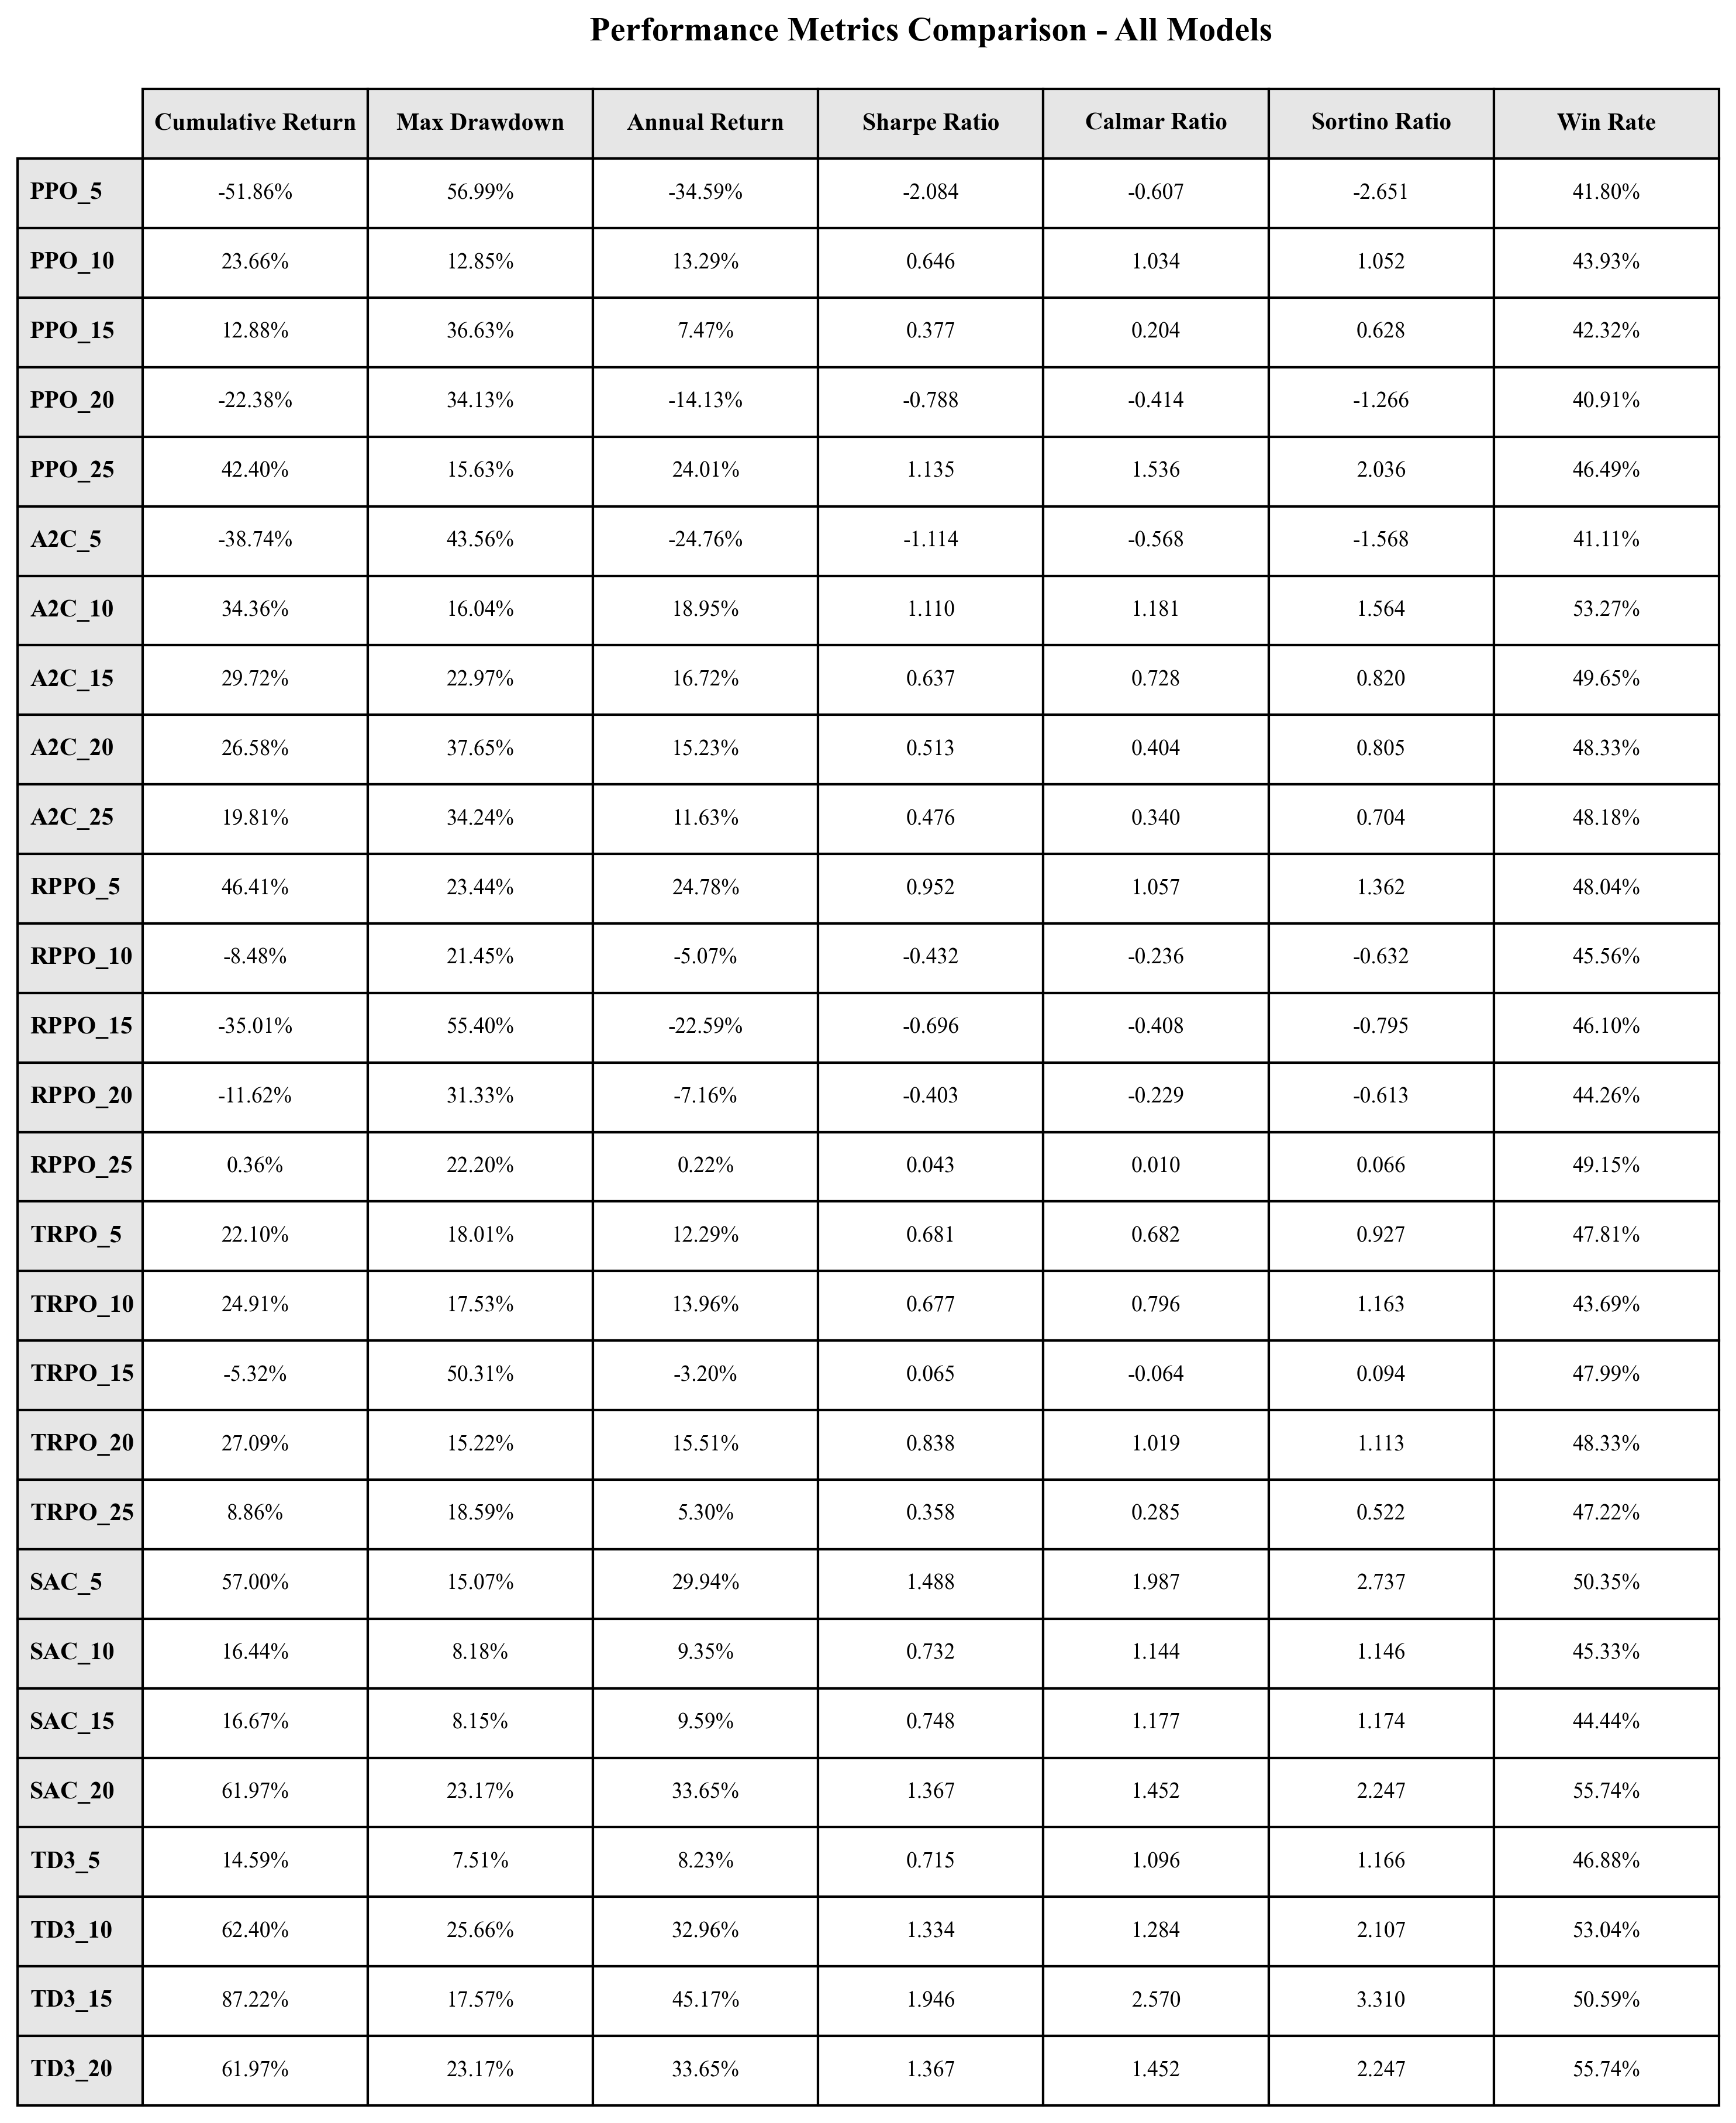 Performance Metrics Comparison - All Models
Cumulative Return Max Drawdown Annual Return Sharpe Ratio Calmar Ratio Sortino Ratio Win Rate
PPO_5 -51.86% 56.99% -34.59% -2.084 -0.607 -2.651 41.80%
PPO_10 23.66% 12.85% 13.29% 0.646 1.034 1.052 43.93%
PPO_15 12.88% 36.63% 7.47% 0.377 0.204 0.628 42.32%
PPO_20 -22.38% 34.13% -14.13% -0.788 -0.414 -1.266 40.91%
PPO_25 42.40% 15.63% 24.01% 1.135 1.536 2.036 46.49%
A2C_5 -38.74% 43.56% -24.76% -1.114 -0.568 -1.568 41.11%
A2C_10 34.36% 16.04% 18.95% 1.110 1.181 1.564 53.27%
A2C_15 29.72% 22.97% 16.72% 0.637 0.728 0.820 49.65%
A2C_20 26.58% 37.65% 15.23% 0.513 0.404 0.805 48.33%
A2C_25 19.81% 34.24% 11.63% 0.476 0.340 0.704 48.18%
RPPO_5 46.41% 23.44% 24.78% 0.952 1.057 1.362 48.04%
RPPO_10 -8.48% 21.45% -5.07% -0.432 -0.236 -0.632 45.56%
RPPO_15 -35.01% 55.40% -22.59% -0.696 -0.408 -0.795 46.10%
RPPO_20 -11.62% 31.33% -7.16% -0.403 -0.229 -0.613 44.26%
RPPO_25 0.36% 22.20% 0.22% 0.043 0.010 0.066 49.15%
TRPO_5 22.10% 18.01% 12.29% 0.681 0.682 0.927 47.81%
TRPO_10 24.91% 17.53% 13.96% 0.677 0.796 1.163 43.69%
TRPO_15 -5.32% 50.31% -3.20% 0.065 -0.064 0.094 47.99%
TRPO_20 27.09% 15.22% 15.51% 0.838 1.019 1.113 48.33%
TRPO_25 8.86% 18.59% 5.30% 0.358 0.285 0.522 47.22%
SAC_5 57.00% 15.07% 29.94% 1.488 1.987 2.737 50.35%
SAC_10 16.44% 8.18% 9.35% 0.732 1.144 1.146 45.33%
SAC_15 16.67% 8.15% 9.59% 0.748 1.177 1.174 44.44%
SAC_20 61.97% 23.17% 33.65% 1.367 1.452 2.247 55.74%
TD3_5 14.59% 7.51% 8.23% 0.715 1.096 1.166 46.88%
TD3_10 62.40% 25.66% 32.96% 1.334 1.284 2.107 53.04%
TD3_15 87.22% 17.57% 45.17% 1.946 2.570 3.310 50.59%
TD3_20 61.97% 23.17% 33.65% 1.367 1.452 2.247 55.74%